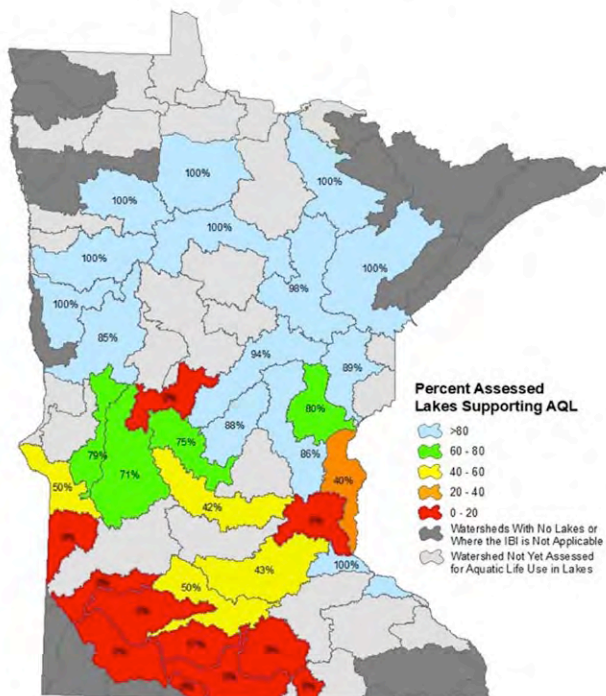 100%
100%
100%
100%
100%
100%
98%
100%
85%
94%
89%
80%
88%
75%
79%
71%
86%
40%
50%
42%
100%
43%
50%
Percent Assessed
Lakes Supporting AQL
>80
60 - 80
40 - 60
20 - 40
0 - 20
Watersheds With No Lakes or
Where the IBI is Not Applicable
Watershed Not Yet Assessed
for Aquatic Life Use in Lakes